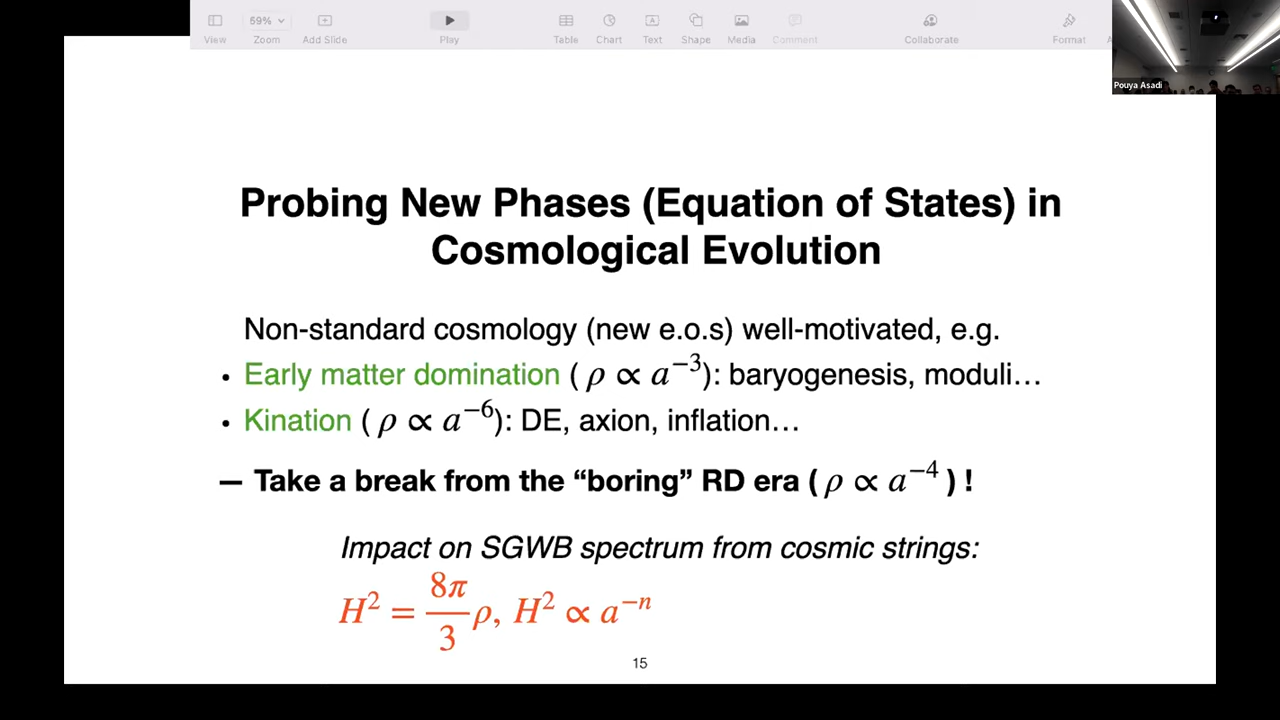 69%
View
Zoom
Add Slide
Play
Table
Chart
Text
Shape
Media
Comment
Collaborate
Format
Pouya Asadi
Probing New Phases (Equation of States) in
Cosmological Evolution
Non-standard cosmology (new e.o.s) well-motivated, e.g.
• Early matter domination ( ρ ∝ a⁻³): baryogenesis, moduli…
• Kination ( ρ ∝ a⁻⁶): DE, axion, inflation…
— Take a break from the “boring” RD era ( ρ ∝ a⁻⁴ ) !
Impact on SGWB spectrum from cosmic strings:
H² = 8π/3 ρ, H² ∝ a⁻ⁿ
15